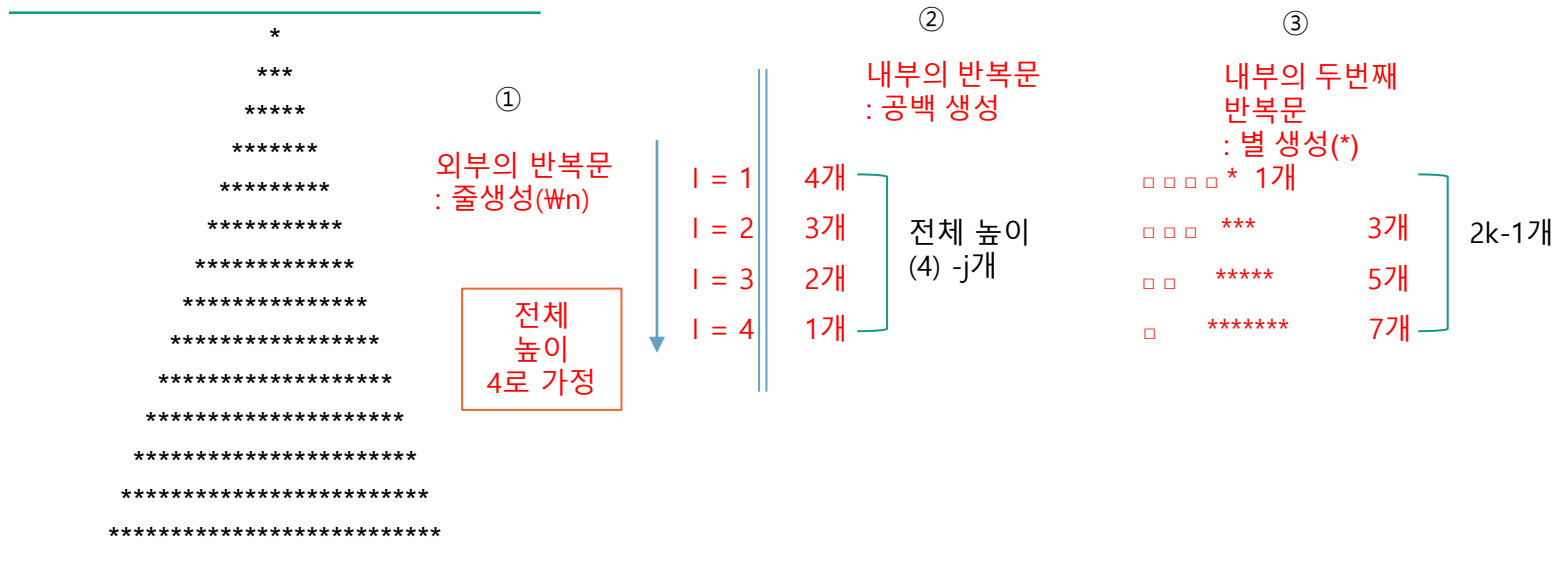 *
***
*****
*******
*********
***********
*************
***************
*****************
*******************
*********************
***********************
*************************
***************************
①
외부의 반복문
: 줄생성(₩n)
전체
높이
4로 가정
②
내부의 반복문
: 공백 생성
I = 1 4개
I = 2 3개
I = 3 2개
I = 4 1개
전체 높이
(4) -j개
③
내부의 두번째
반복문
: 별 생성(*)
□ □ □ □ * 1개
□ □ □ *** 3개
□ □ ***** 5개
□ ******* 7개
2k-1개